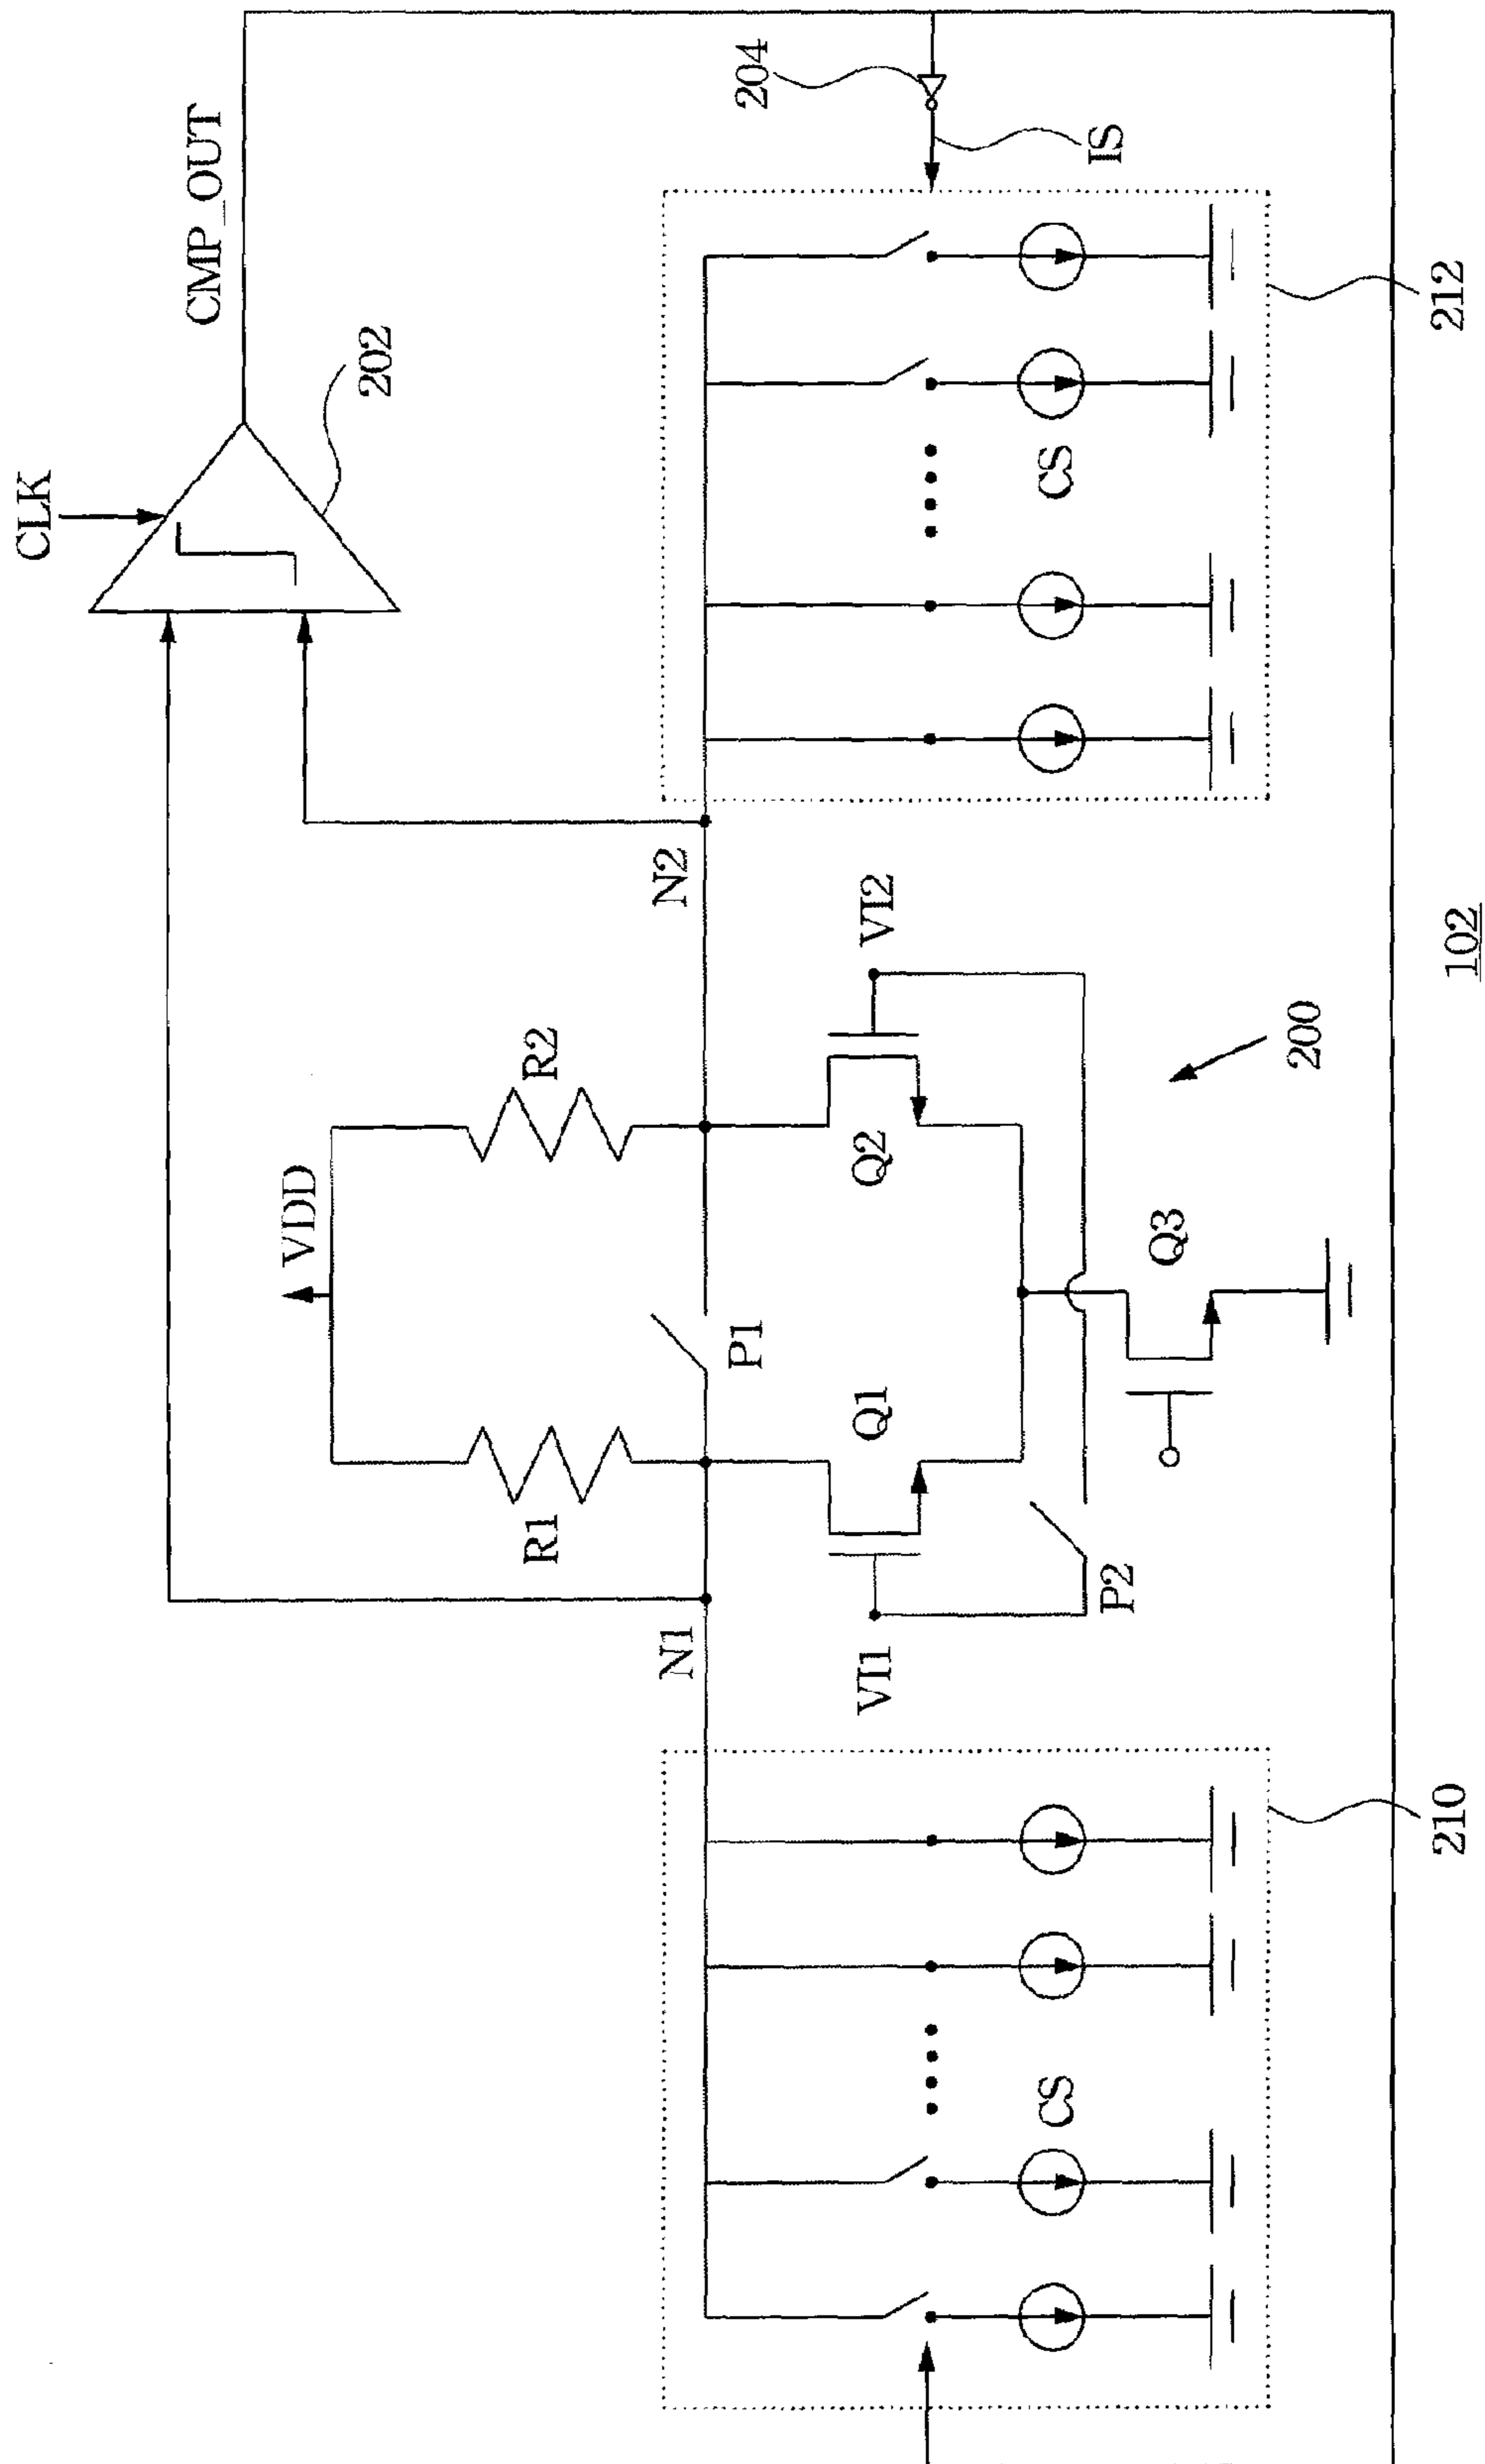 CLK
CMP_OUT
202
204
IS
VDD
R1
R2
N1
P1
N2
Q1
Q2
VI1
VI2
P2
Q3
CS
CS
200
210
212
102